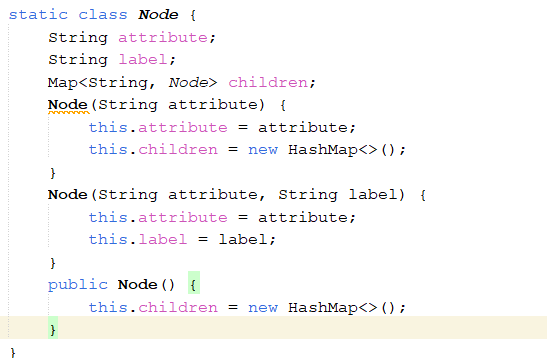 static class Node {
    String attribute;
    String label;
    Map<String, Node> children;
    Node(String attribute) {
        this.attribute = attribute;
        this.children = new HashMap<>();
    }
    Node(String attribute, String label) {
        this.attribute = attribute;
        this.label = label;
    }
    public Node() {
        this.children = new HashMap<>();
    }
}